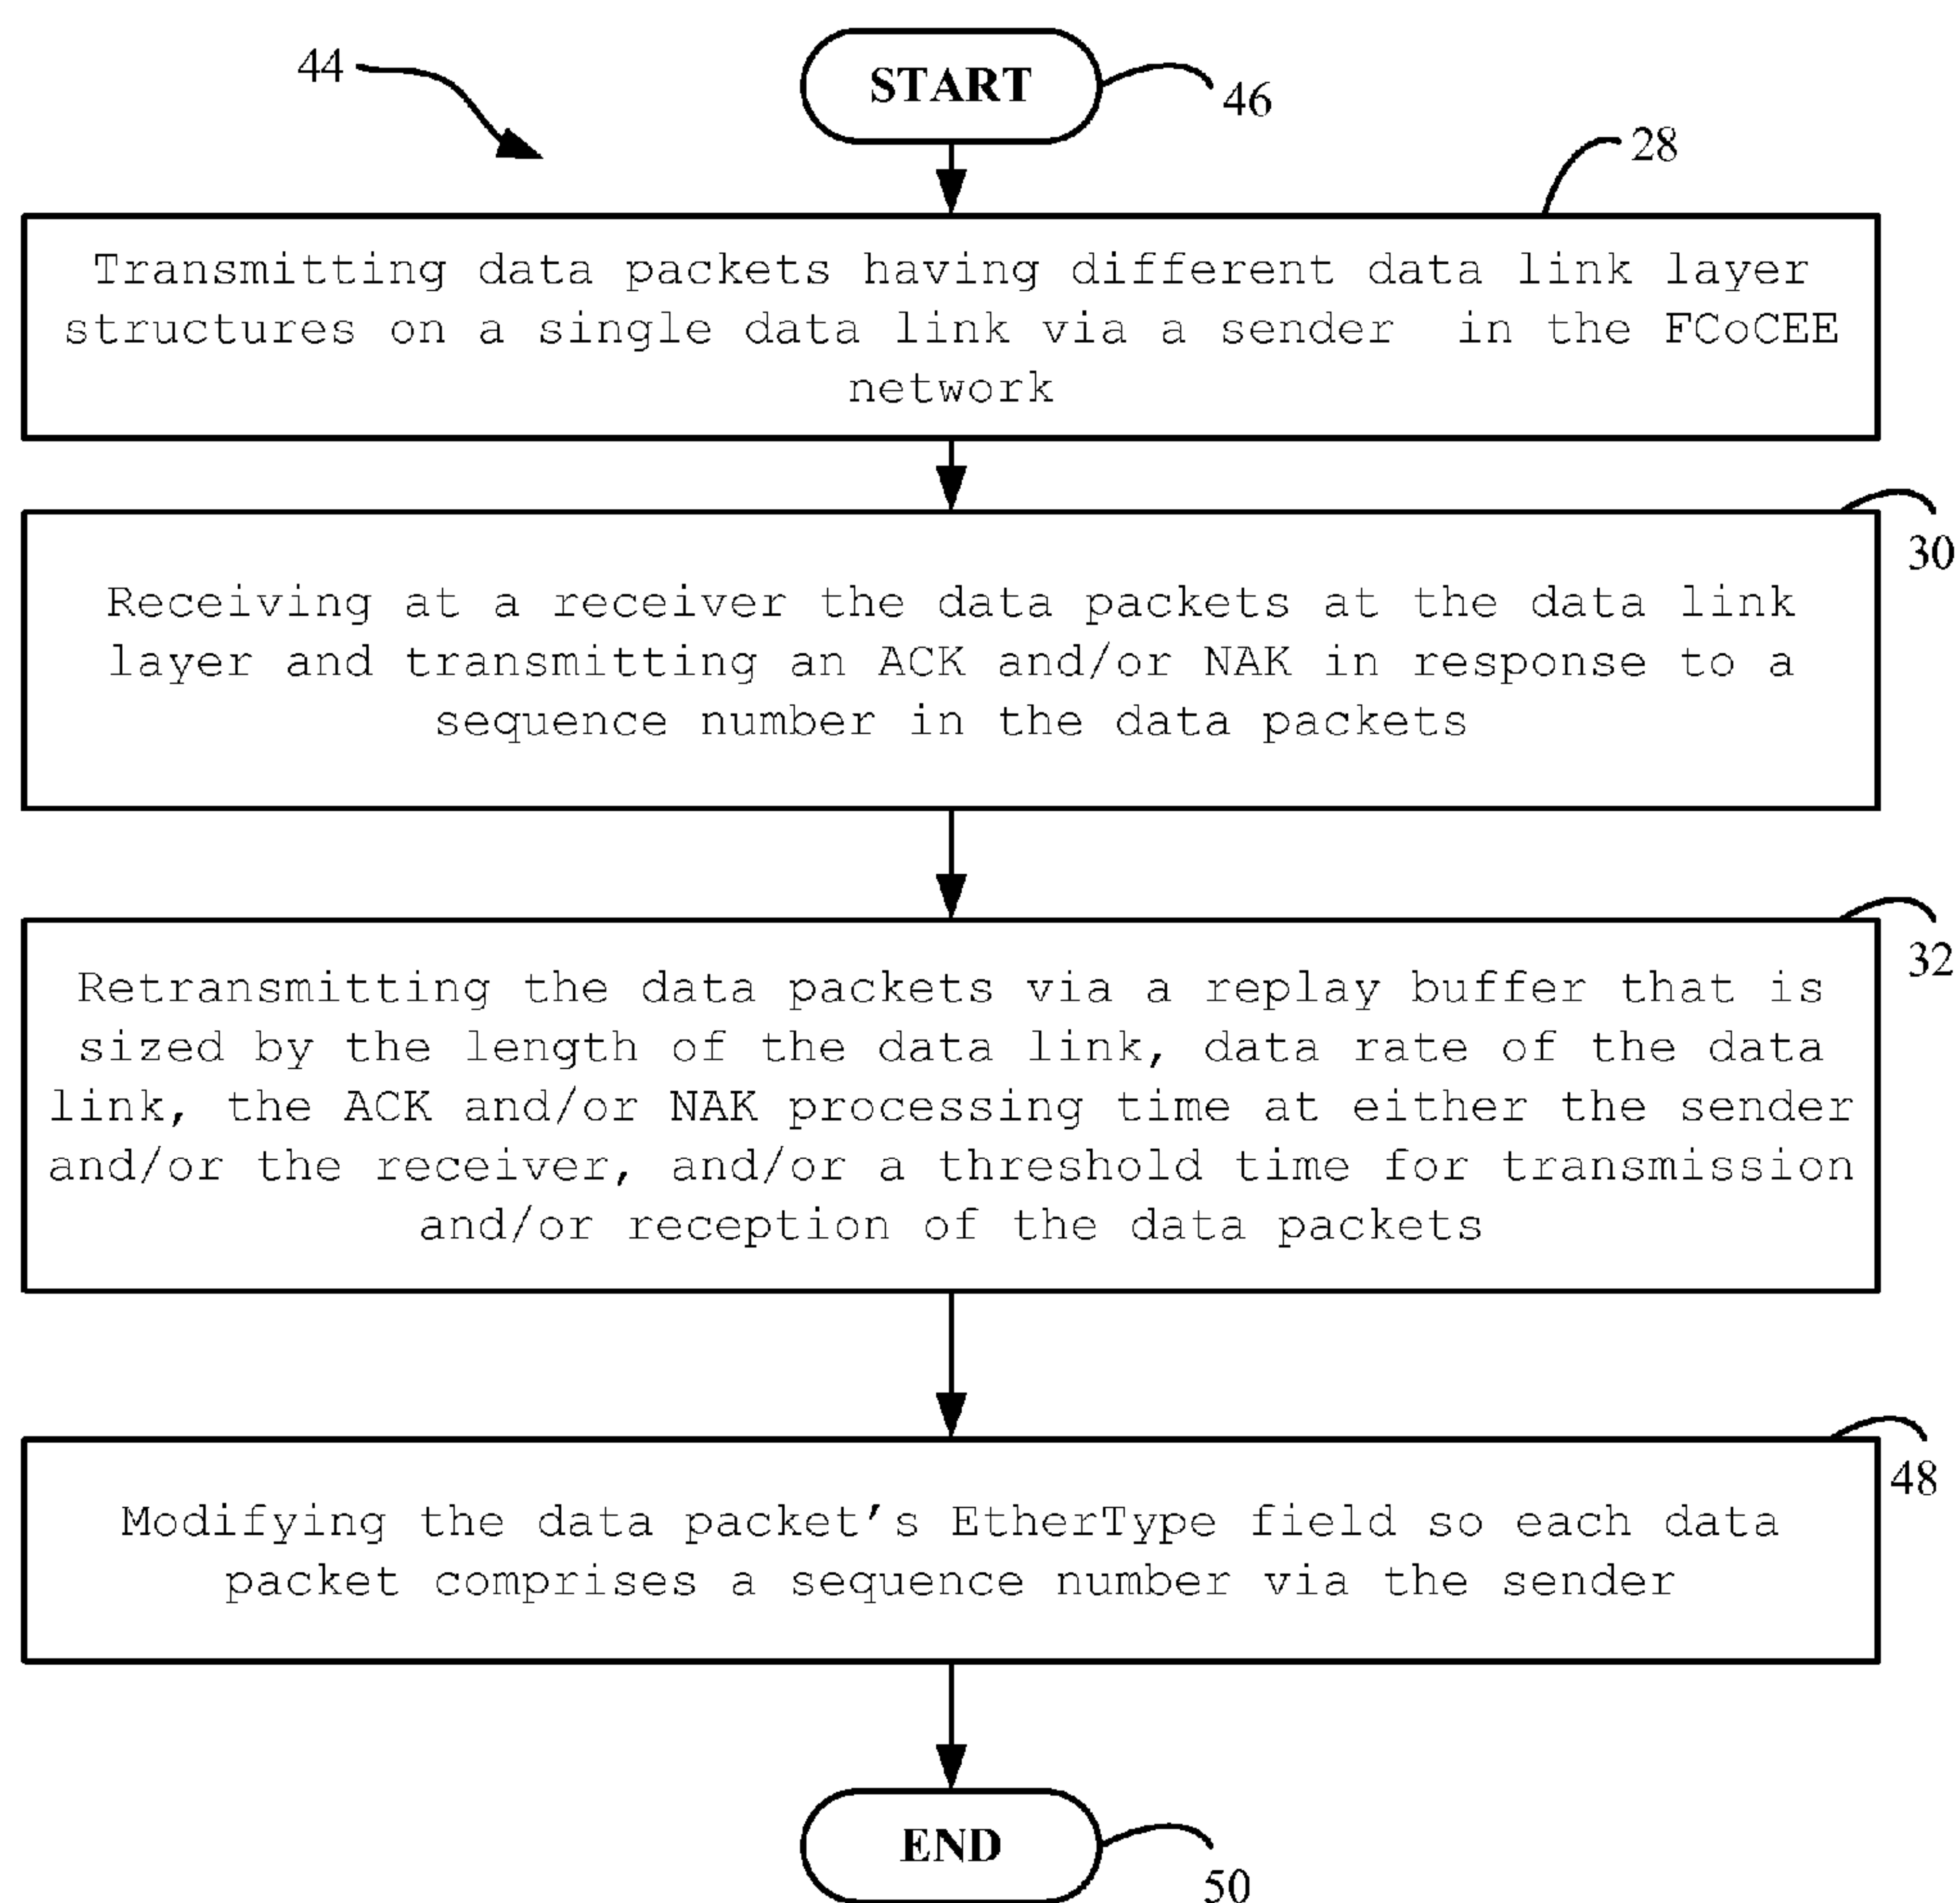 44
START
46
28
Transmitting data packets having different data link layer
structures on a single data link via a sender in the FCoCEE
network
30
Receiving at a receiver the data packets at the data link
layer and transmitting an ACK and/or NAK in response to a
sequence number in the data packets
32
Retransmitting the data packets via a replay buffer that is
sized by the length of the data link, data rate of the data
link, the ACK and/or NAK processing time at either the sender
and/or the receiver, and/or a threshold time for transmission
and/or reception of the data packets
48
Modifying the data packet’s EtherType field so each data
packet comprises a sequence number via the sender
END
50